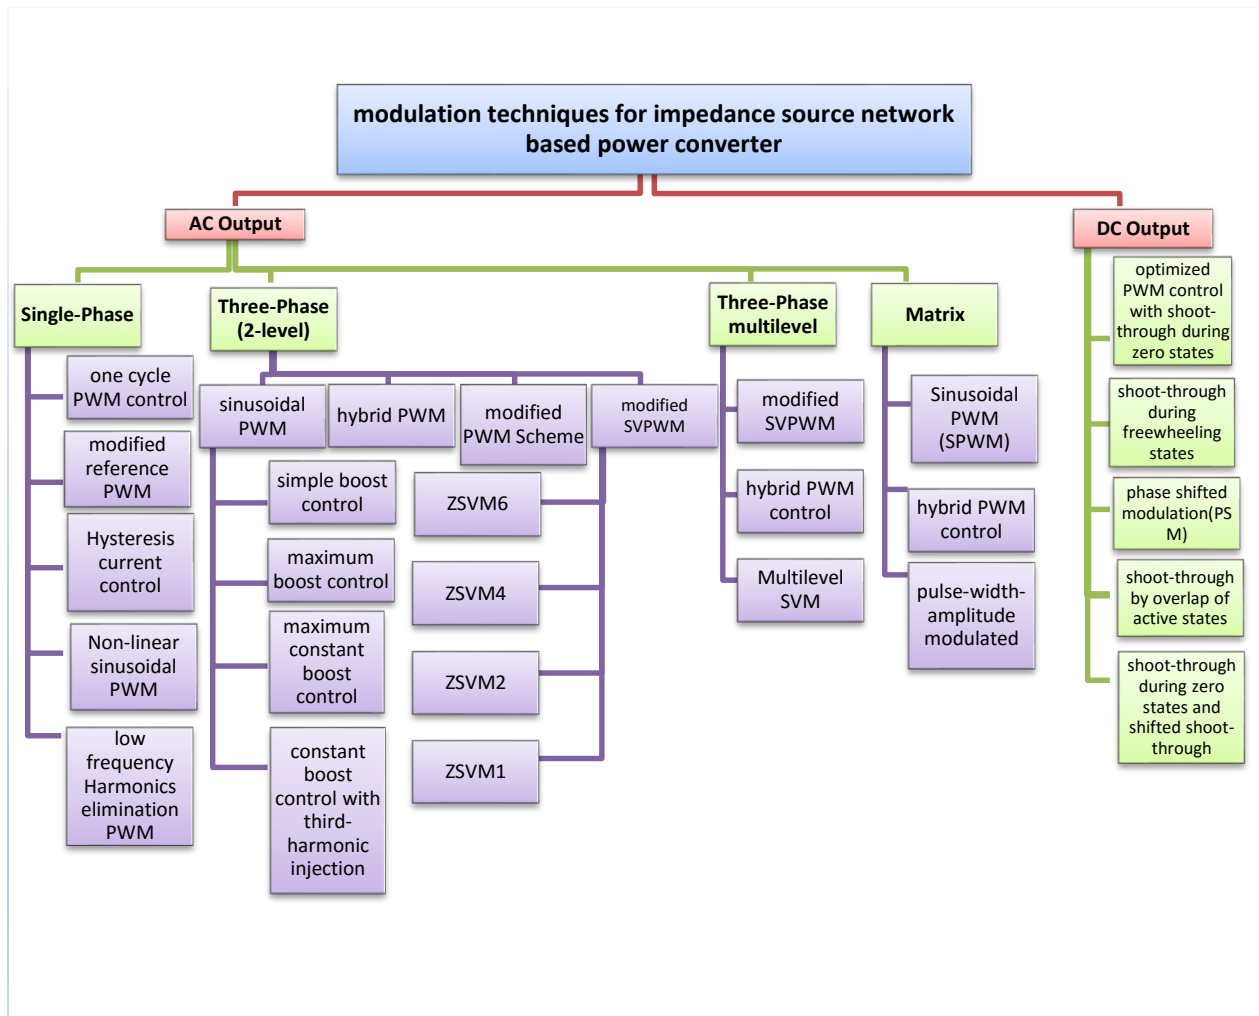 modulation techniques for impedance source network
based power converter
AC Output
DC Output
Single-Phase
one cycle
PWM control
modified
reference
PWM
Hysteresis
current
control
Non-linear
sinusoidal
PWM
low
frequency
Harmonics
elimination
PWM
Three-Phase
(2-level)
sinusoidal
PWM
simple boost
control
maximum
boost control
maximum
constant
boost
control
constant
boost
control with
third-
harmonic
injection
hybrid PWM
modified
PWM Scheme
modified
SVPWM
ZSVM6
ZSVM4
ZSVM2
ZSVM1
Three-Phase
multilevel
modified
SVPWM
hybrid PWM
control
Multilevel
SVM
Matrix
Sinusoidal
PWM
(SPWM)
hybrid PWM
control
pulse-width-
amplitude
modulated
optimized
PWM control
with shoot-
through during
zero states
shoot-through
during
freewheeling
states
phase shifted
modulation(PS
M)
shoot-through
by overlap of
active states
shoot-through
during zero
states and
shifted shoot-
through